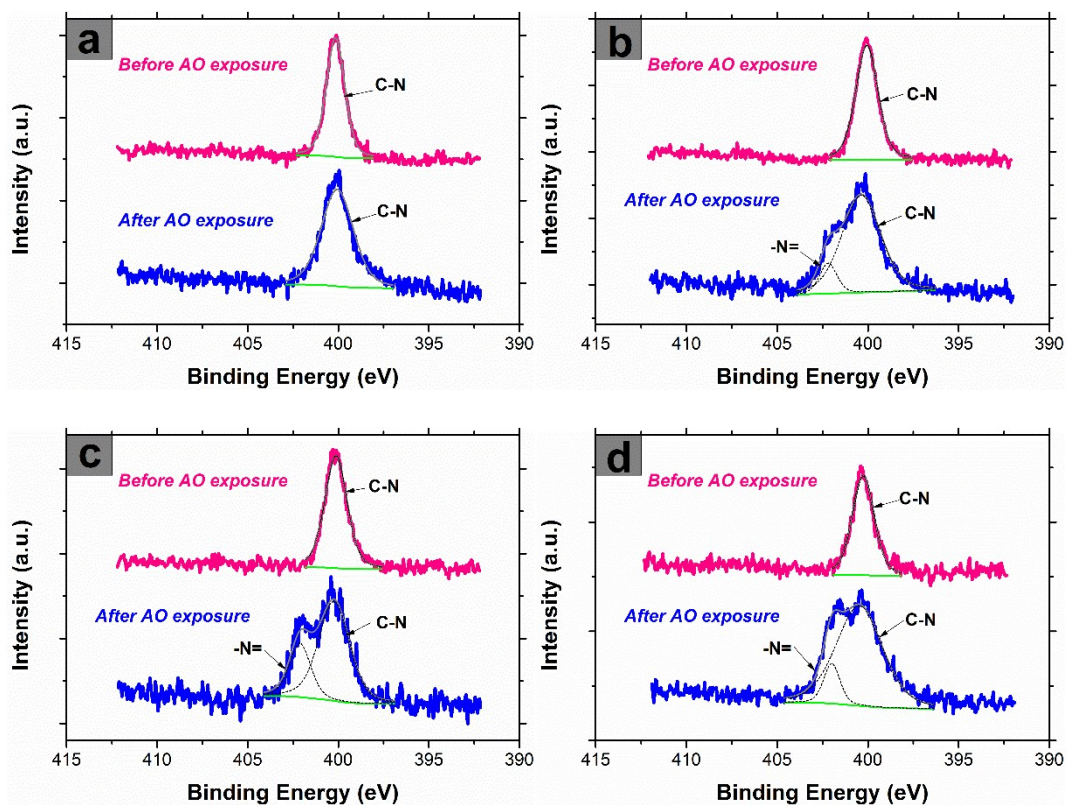 a
Before AO exposure
C-N
After AO exposure
C-N
Intensity (a.u.)
415 410 405 400 395 390
Binding Energy (eV)
b
Before AO exposure
C-N
After AO exposure
C-N
-N=
Intensity (a.u.)
415 410 405 400 395 390
Binding Energy (eV)
c
Before AO exposure
C-N
After AO exposure
C-N
-N=
Intensity (a.u.)
415 410 405 400 395 390
Binding Energy (eV)
d
Before AO exposure
C-N
After AO exposure
C-N
-N=
Intensity (a.u.)
415 410 405 400 395 390
Binding Energy (eV)